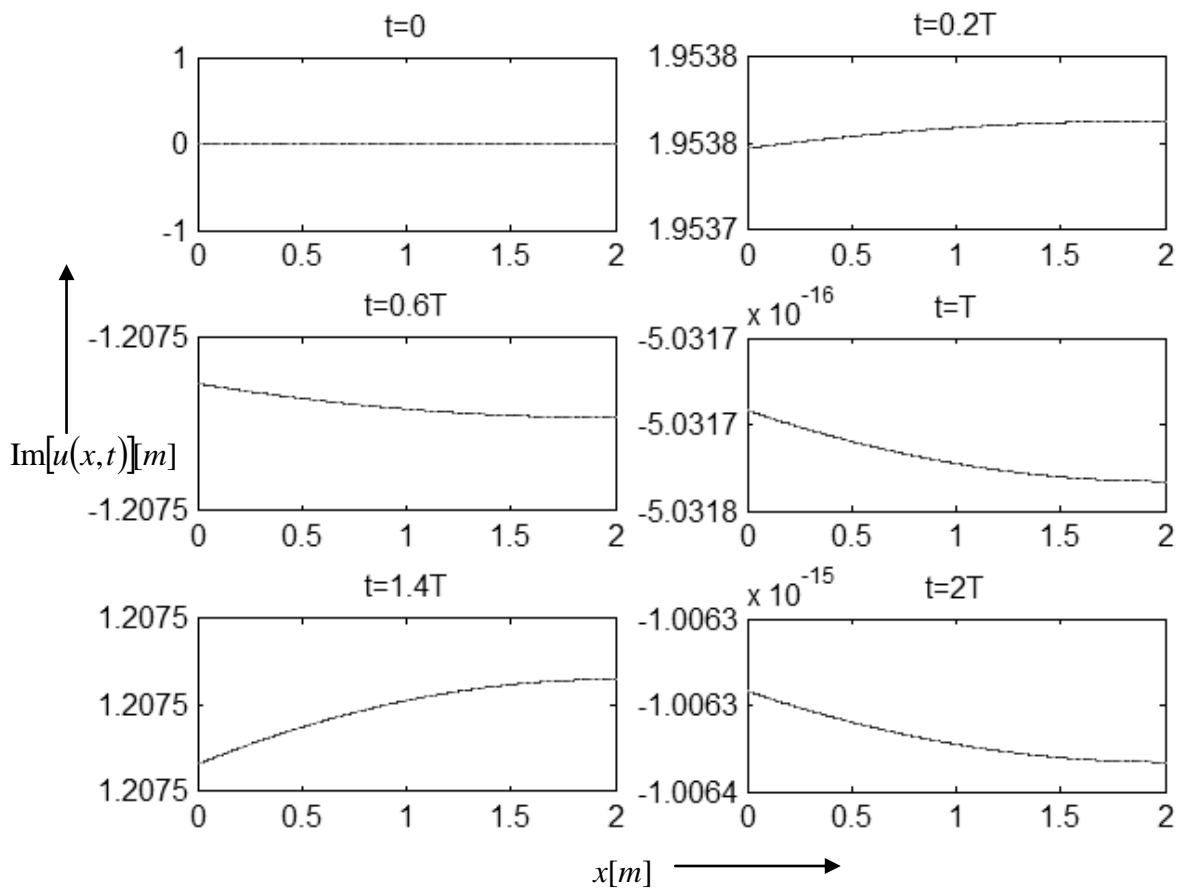 t=0
1
0
-1
0 0.5 1 1.5 2
t=0.2T
1.9538
1.9538
1.9537
0 0.5 1 1.5 2
t=0.6T
-1.2075
-1.2075
0 0.5 1 1.5 2
x 10^-16
t=T
-5.0317
-5.0317
-5.0318
0 0.5 1 1.5 2
Im[u(x,t)][m]
t=1.4T
1.2075
1.2075
1.2075
0 0.5 1 1.5 2
x 10^-15
t=2T
-1.0063
-1.0063
-1.0064
0 0.5 1 1.5 2
x[m]